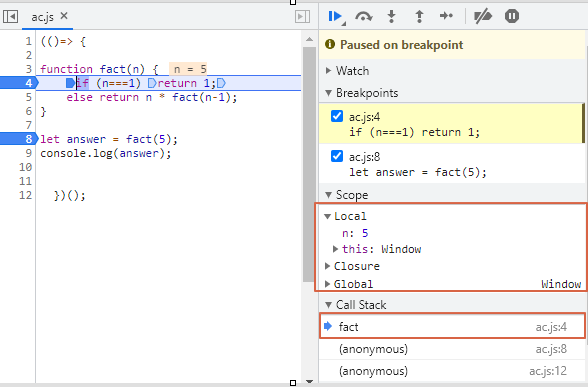 ac.js ×
1 (()=> {
2
3 function fact(n) { n = 5
4 if (n===1) return 1;
5 else return n * fact(n-1);
6 }
7
8 let answer = fact(5);
9 console.log(answer);
10
11
12 })();
Paused on breakpoint
Watch
Breakpoints
ac.js:4
if (n===1) return 1;
ac.js:8
let answer = fact(5);
Scope
Local
n: 5
this: Window
Closure
Global Window
Call Stack
fact ac.js:4
(anonymous) ac.js:8
(anonymous) ac.js:12